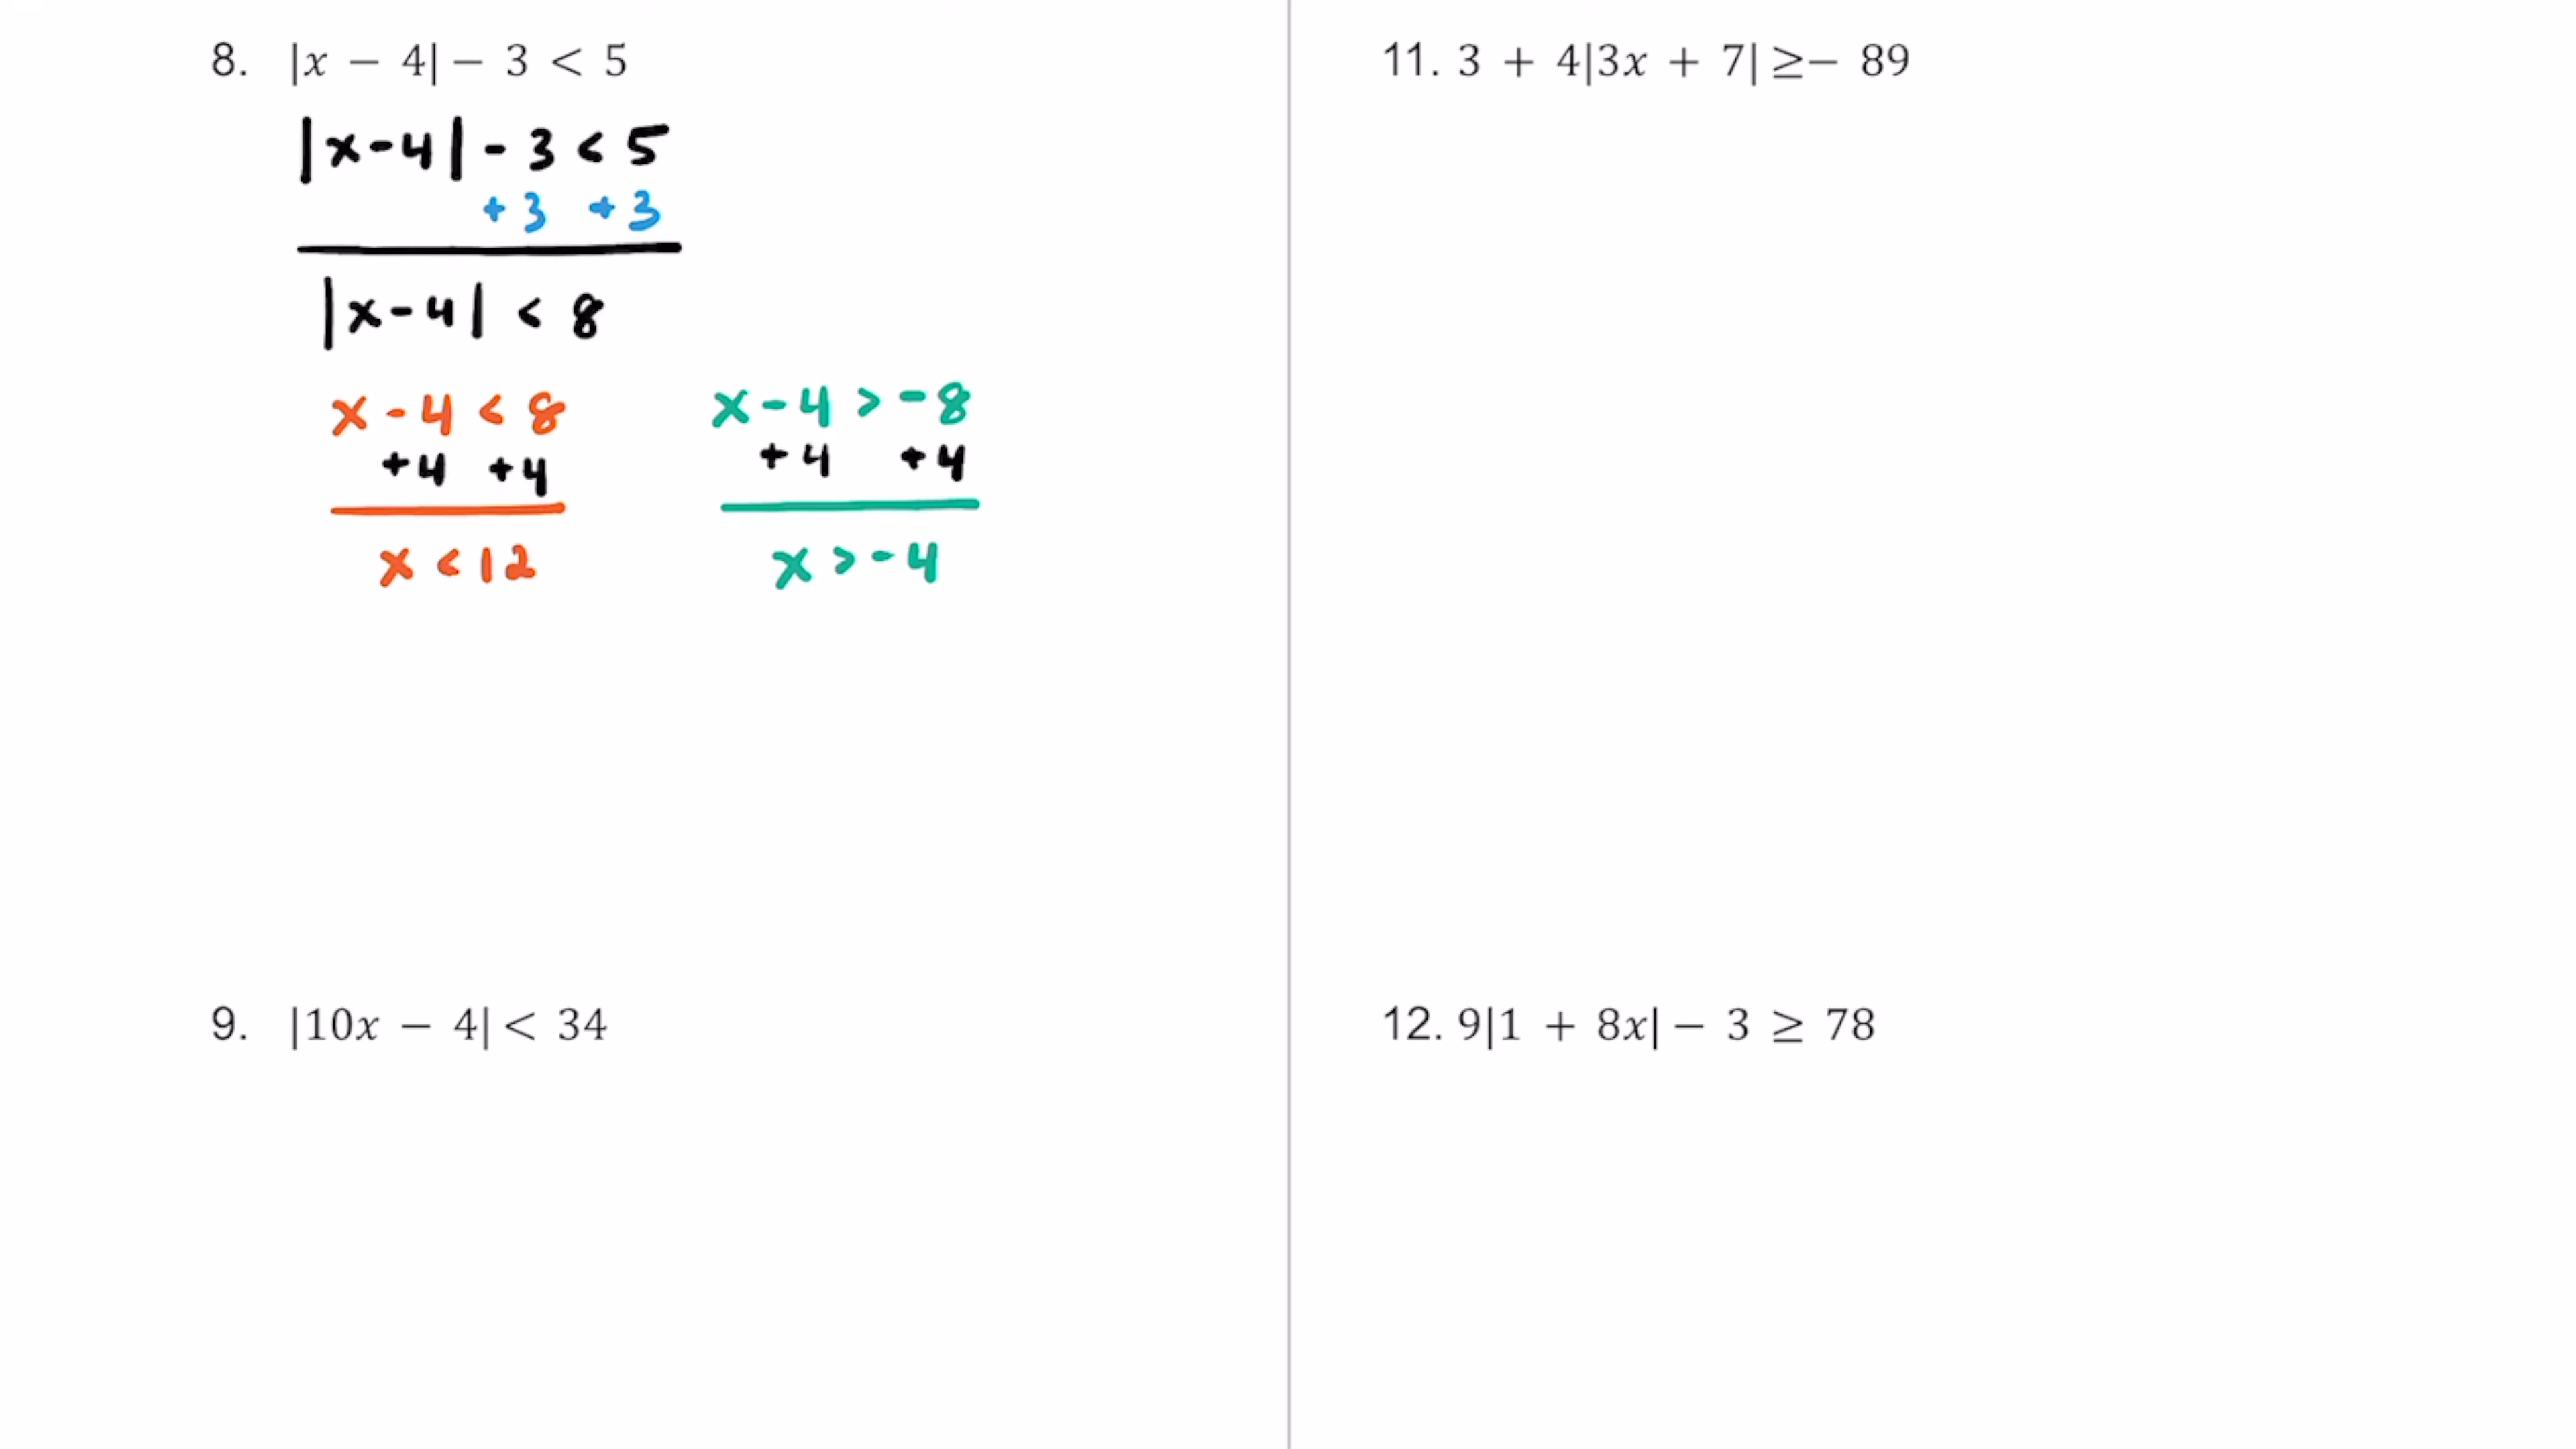 8. |x − 4| − 3 < 5
|x-4| - 3 < 5
+3 +3
|x-4| < 8
x - 4 < 8
+4 +4
x < 12
x - 4 > -8
+4 +4
x > -4
9. |10x − 4| < 34
11. 3 + 4|3x + 7| ≥− 89
12. 9|1 + 8x| − 3 ≥ 78